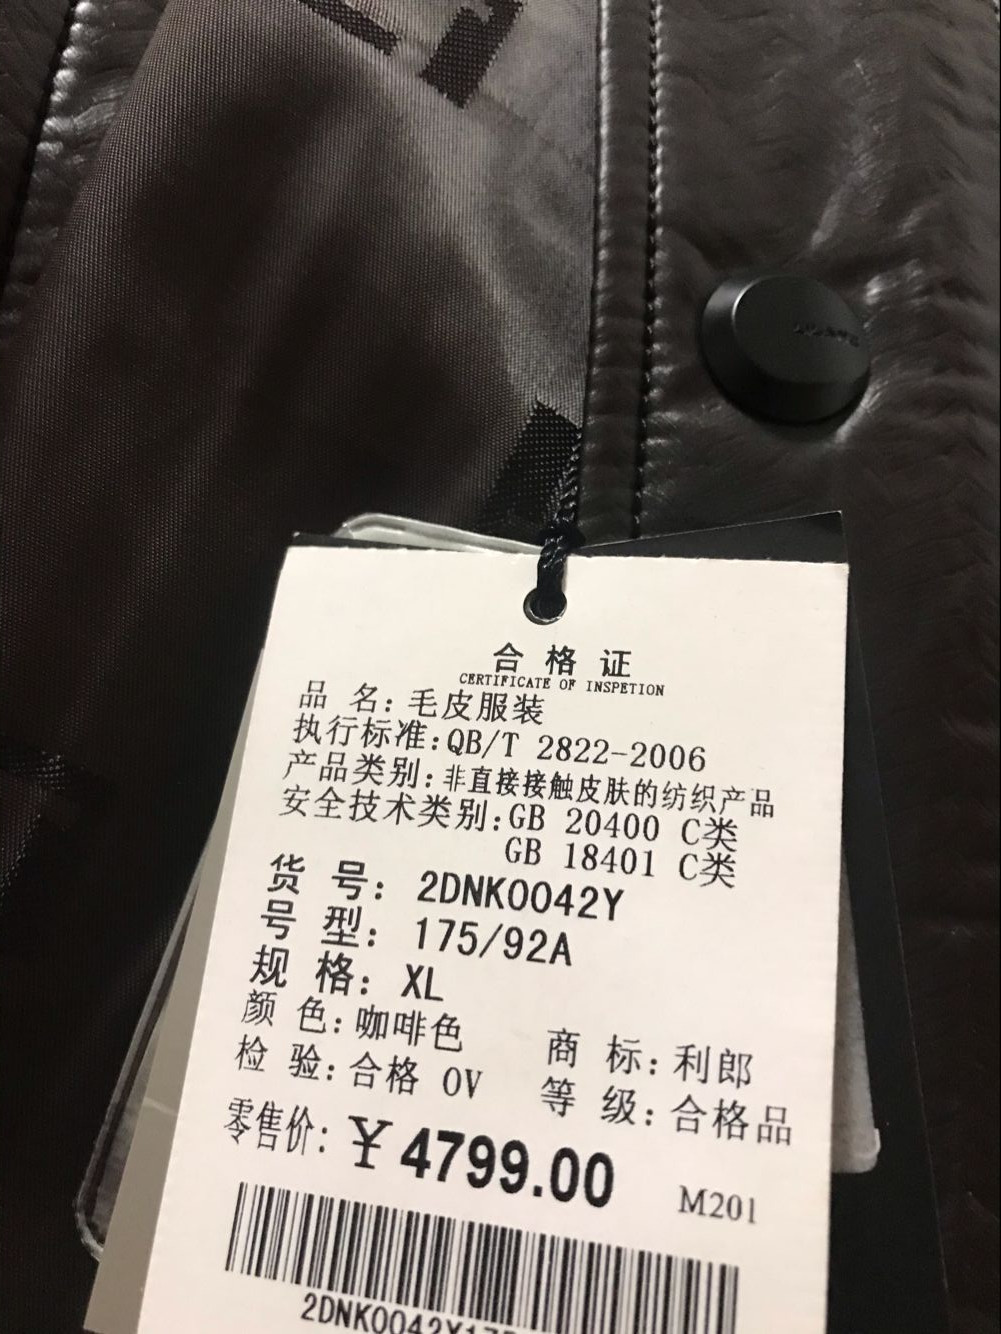 合格证
CERTIFICATE OF INSPETION
品 名: 毛皮服装
执行标准: QB/T 2822-2006
产品类别: 非直接接触皮肤的纺织产品
安全技术类别: GB 20400 C类
GB 18401 C类
货 号: 2DNK0042Y
号 型: 175/92A
规 格: XL
颜 色: 咖啡色 商 标: 利郎
检 验: 合格 OV 等 级: 合格品
零售价: ￥4799.00 M201
2DNK0042Y175